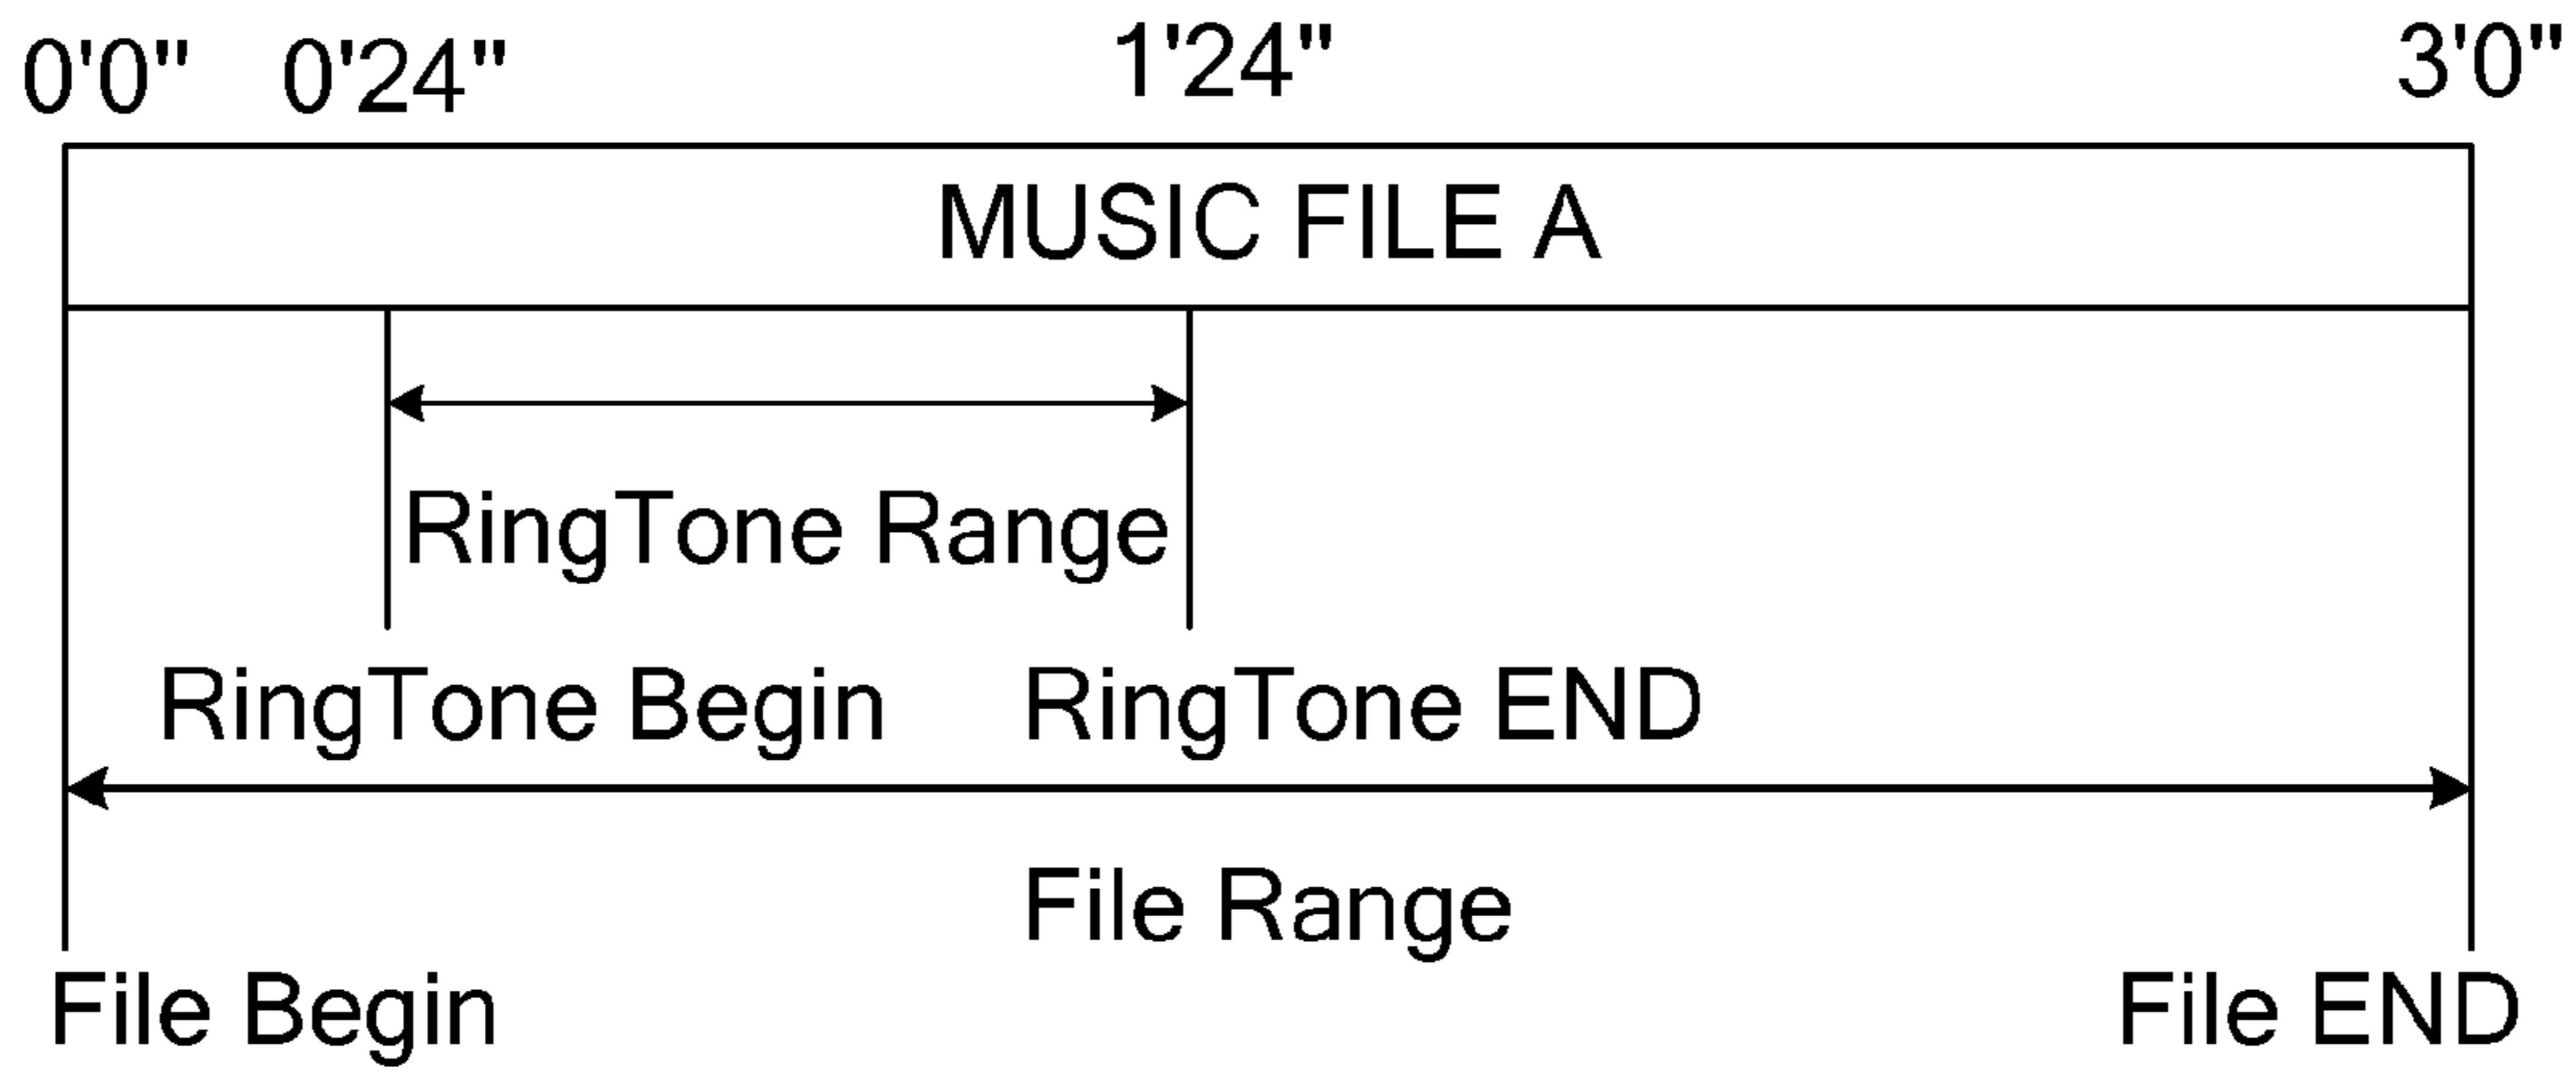 0'0" 0'24" 1'24" 3'0"
MUSIC FILE A
RingTone Range
RingTone Begin RingTone END
File Range
File Begin File END